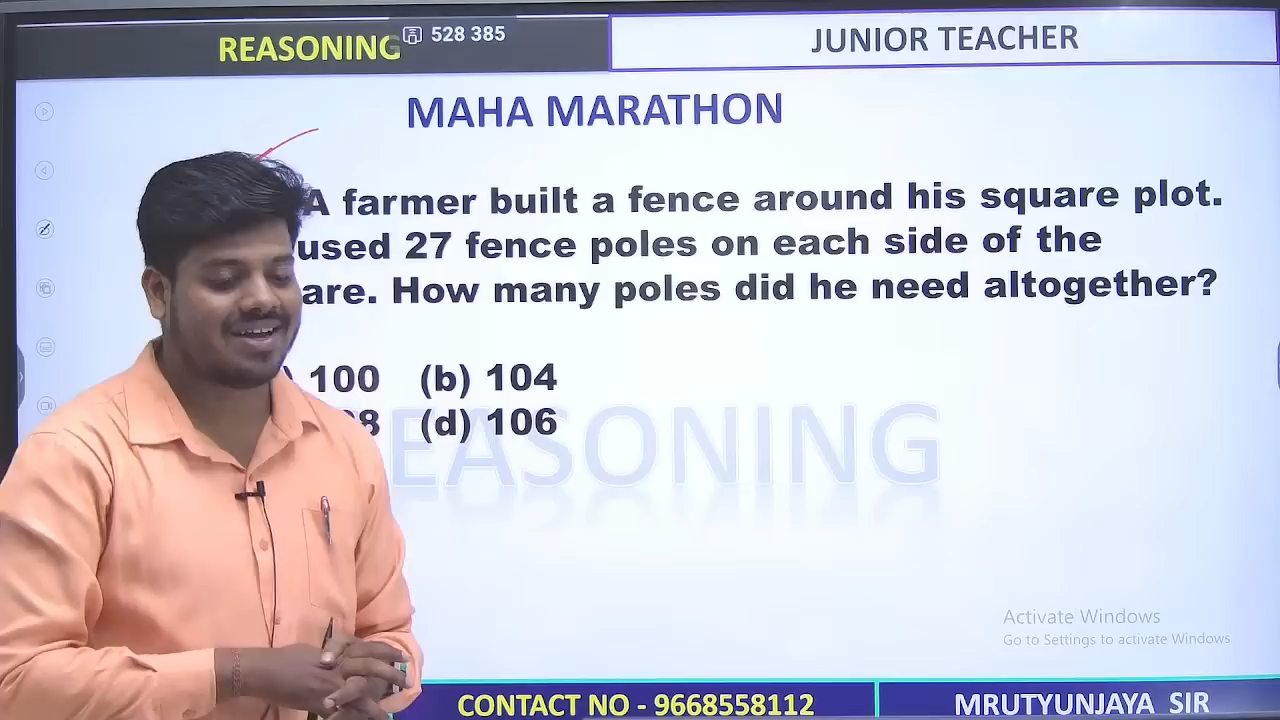 REASONING
528 385
JUNIOR TEACHER
MAHA MARATHON
A farmer built a fence around his square plot.
used 27 fence poles on each side of the
are. How many poles did he need altogether?
) 100 (b) 104
8 (d) 106
REASONING
Activate Windows
Go to Settings to activate Windows.
CONTACT NO - 9668558112
MRUTYUNJAYA SIR